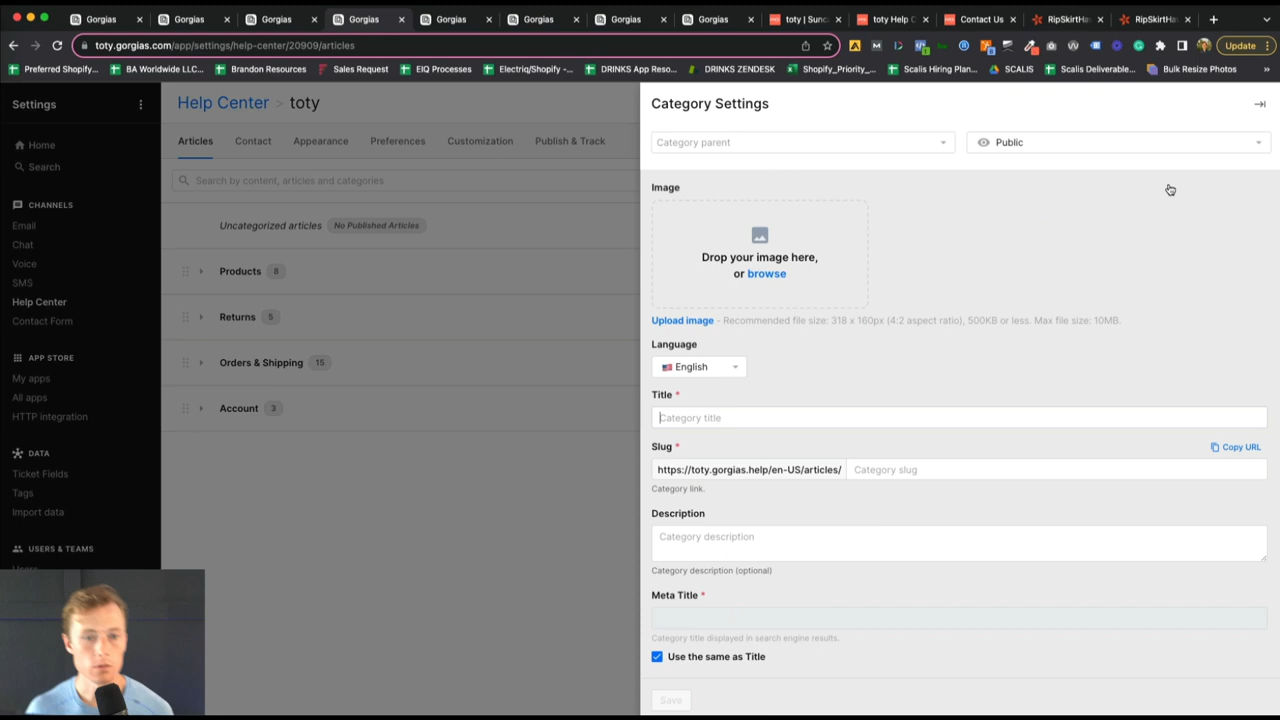 Gorgias
Gorgias
Gorgias
Gorgias
Gorgias
Gorgias
Gorgias
Gorgias
toty | Sunc
toty Help C
Contact Us
RipSkirtHa
RipSkirtHa
toty.gorgias.com/app/settings/help-center/20909/articles
Update
Preferred Shopify...
BA Worldwide LLC...
Brandon Resources
Sales Request
EIQ Processes
Electriq/Shopify -...
DRINKS App Reso...
DRINKS ZENDESK
Shopify_Priority_...
Scalis Hiring Plan...
SCALIS
Scalis Deliverable...
Bulk Resize Photos
Settings
Home
Search
CHANNELS
Email
Chat
Voice
SMS
Help Center
Contact Form
APP STORE
My apps
All apps
HTTP integration
DATA
Ticket Fields
Tags
Import data
USERS & TEAMS
Help Center > toty
Articles
Contact
Appearance
Preferences
Customization
Publish & Track
Search by content, articles and categories
Uncategorized articles No Published Articles
Products 8
Returns 5
Orders & Shipping 15
Account 3
Category Settings
Category parent
Public
Image
Drop your image here,
or browse
Upload image - Recommended file size: 318 x 160px (4:2 aspect ratio), 500KB or less. Max file size: 10MB.
Language
English
Title *
Category title
Slug *
Copy URL
https://toty.gorgias.help/en-US/articles/
Category slug
Category link.
Description
Category description
Category description (optional)
Meta Title *
Category title displayed in search engine results.
Use the same as Title
Save